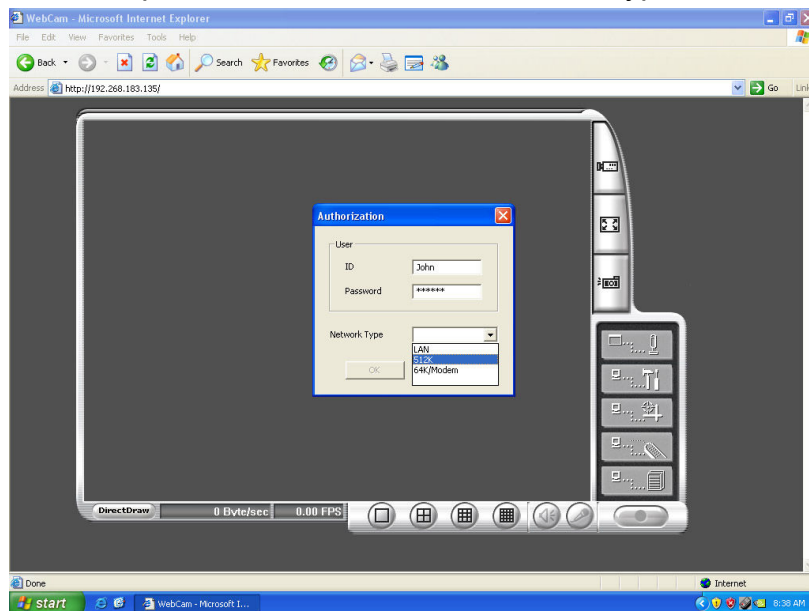 WebCam - Microsoft Internet Explorer
File Edit View Favorites Tools Help
Back Search Favorites
Address http://192.268.183.135/ Go
Authorization
User
ID John
Password ******
Network Type
LAN
512K
64K/Modem
OK
DirectDraw 0 Byte/sec 0.00 FPS
Done Internet
start WebCam - Microsoft I... 8:38 AM